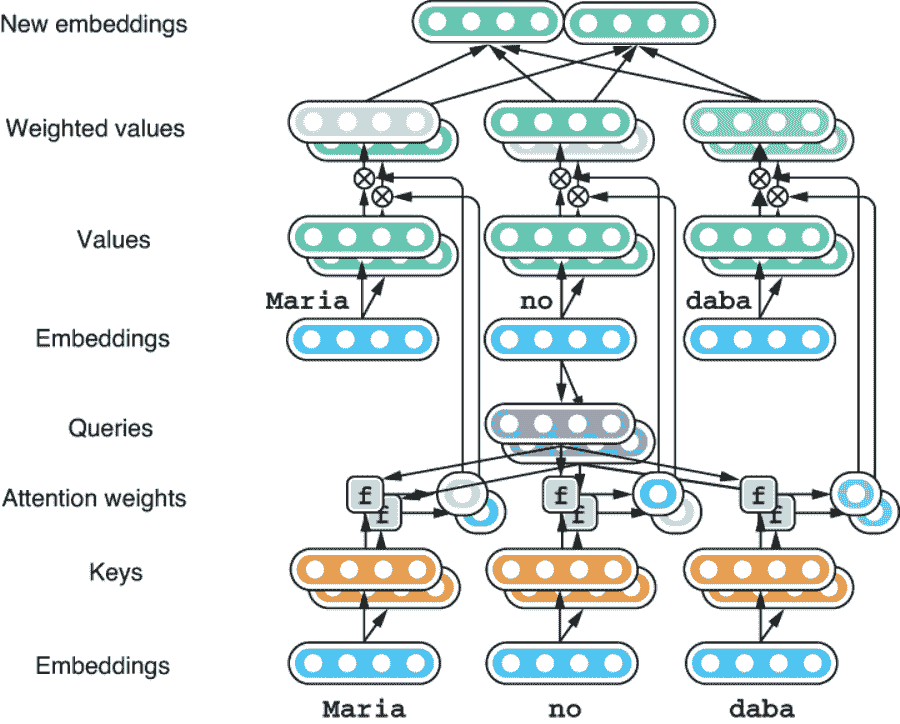 New embeddings
Weighted values
Values
Maria no daba
Embeddings
Queries
Attention weights
f f f
f f f
Keys
Embeddings
Maria no daba